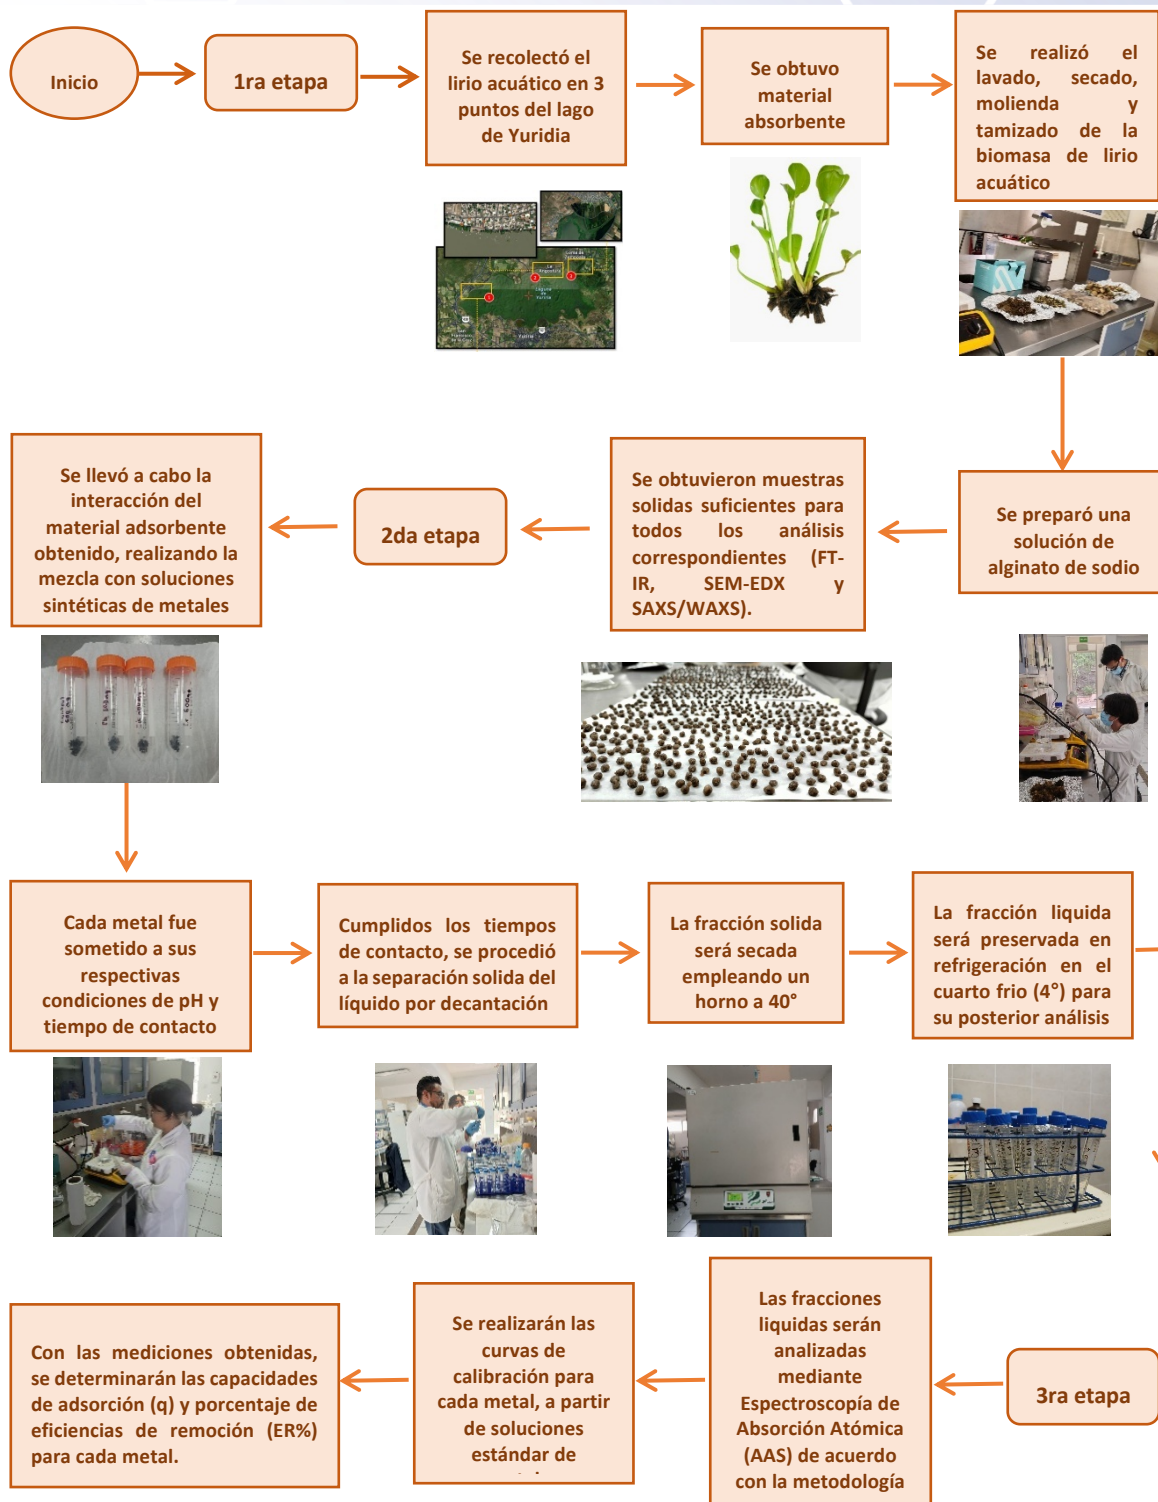 Inicio
1ra etapa
Se recolectó el
lirio acuático en 3
puntos del lago
de Yuridia
Se obtuvo
material
absorbente
Se realizó el
lavado, secado,
molienda y
tamizado de la
biomasa de lirio
acuático
Se llevó a cabo la
interacción del
material adsorbente
obtenido, realizando la
mezcla con soluciones
sintéticas de metales
2da etapa
Se obtuvieron muestras
solidas suficientes para
todos los análisis
correspondientes (FT-
IR, SEM-EDX y
SAXS/WAXS).
Se preparó una
solución de
alginato de sodio
Cada metal fue
sometido a sus
respectivas
condiciones de pH y
tiempo de contacto
Cumplidos los tiempos
de contacto, se procedió
a la separación solida del
líquido por decantación
La fracción solida
será secada
empleando un
horno a 40°
La fracción liquida
será preservada en
refrigeración en el
cuarto frio (4°) para
su posterior análisis
Con las mediciones obtenidas,
se determinarán las capacidades
de adsorción (q) y porcentaje de
eficiencias de remoción (ER%)
para cada metal.
Se realizarán las
curvas de
calibración para
cada metal, a partir
de soluciones
estándar de
Las fracciones
liquidas serán
analizadas
mediante
Espectroscopía de
Absorción Atómica
(AAS) de acuerdo
con la metodología
3ra etapa